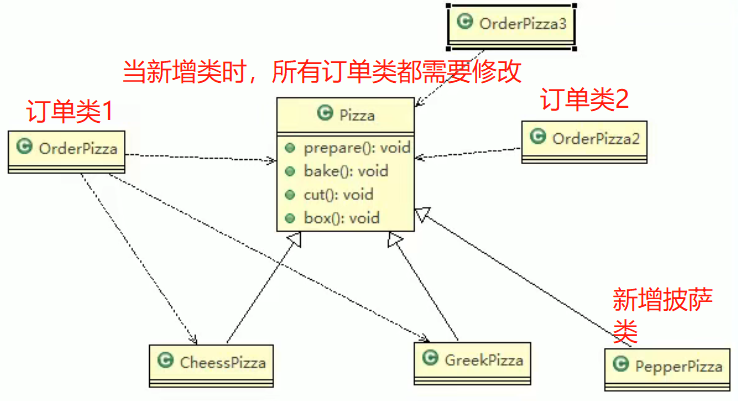 OrderPizza3
当新增类时，所有订单类都需要修改
订单类1
订单类2
Pizza
OrderPizza
OrderPizza2
prepare(): void
bake(): void
cut(): void
box(): void
新增披萨
类
CheessPizza
GreekPizza
PepperPizza